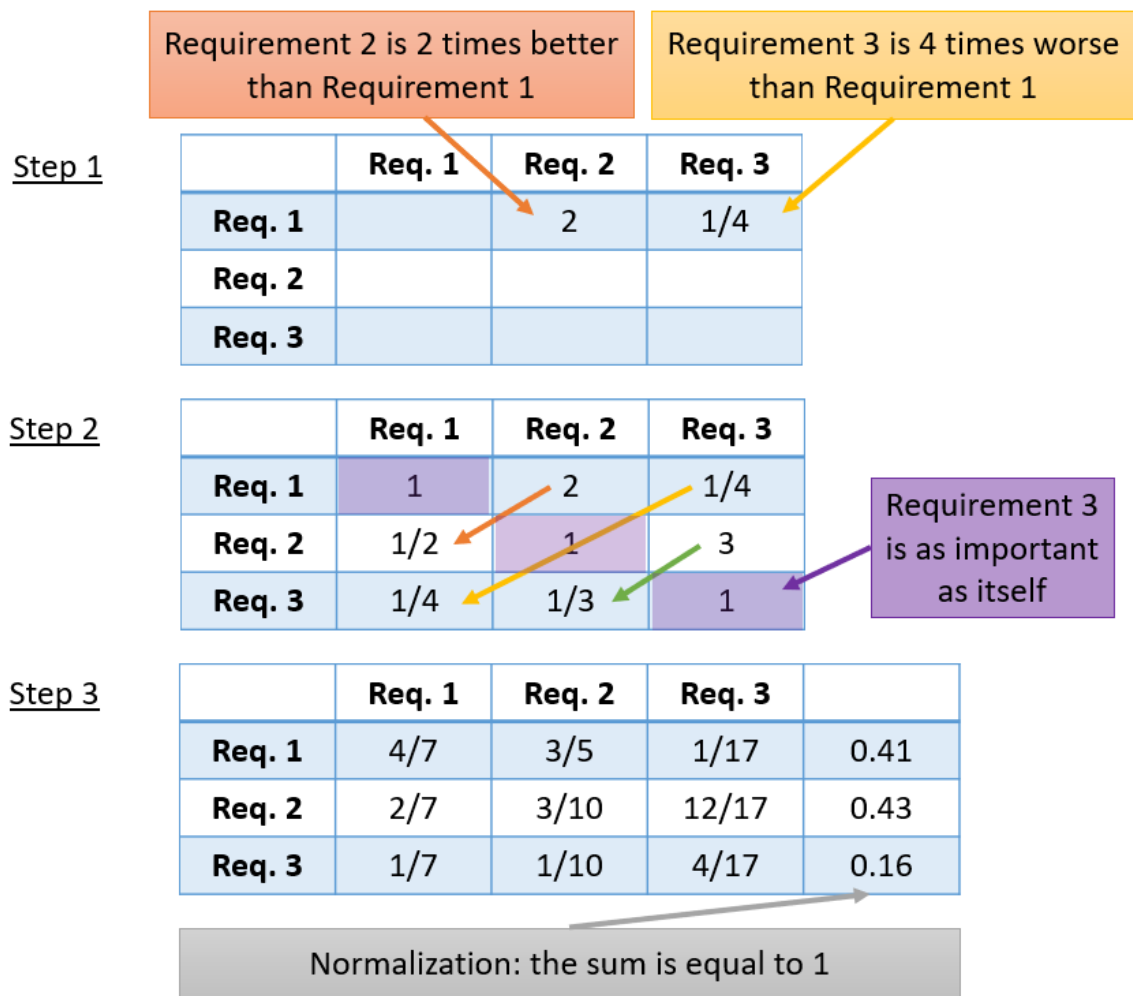 Requirement 2 is 2 times better
than Requirement 1
Requirement 3 is 4 times worse
than Requirement 1
Step 1
Req. 1 Req. 2 Req. 3
Req. 1 2 1/4
Req. 2
Req. 3
Step 2
Req. 1 Req. 2 Req. 3
Req. 1 1 2 1/4
Req. 2 1/2 1 3
Req. 3 1/4 1/3 1
Requirement 3
is as important
as itself
Step 3
Req. 1 Req. 2 Req. 3
Req. 1 4/7 3/5 1/17 0.41
Req. 2 2/7 3/10 12/17 0.43
Req. 3 1/7 1/10 4/17 0.16
Normalization: the sum is equal to 1